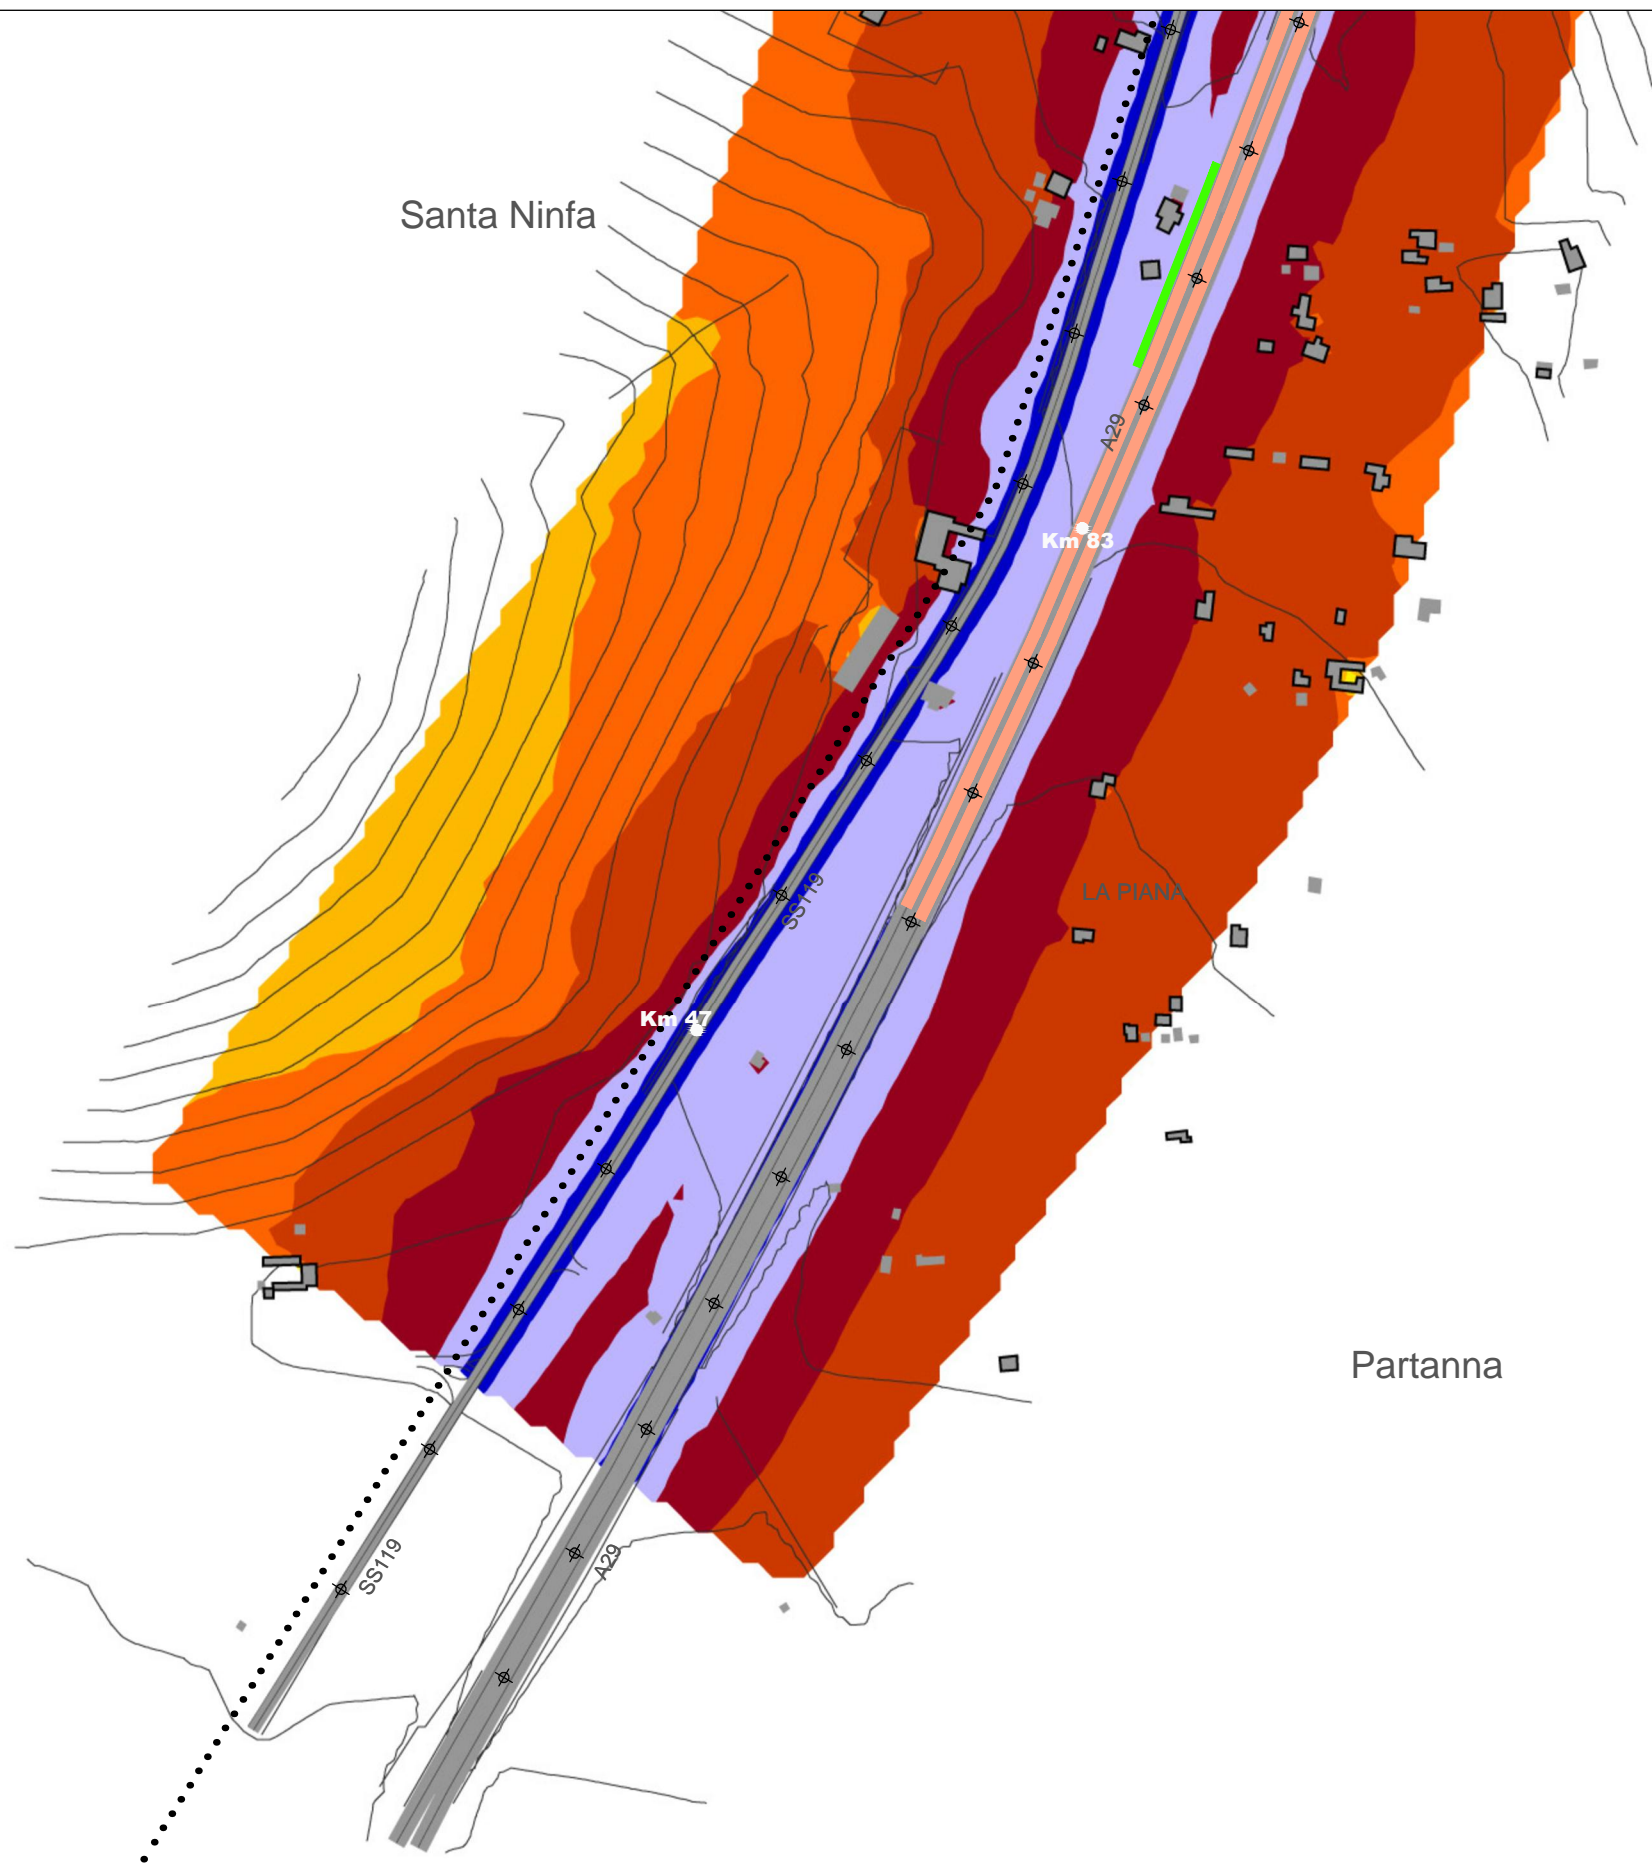 Santa Ninfa
A29
Km 83
SS119
LA PIANA
Km 47
Partanna
SS119
A29